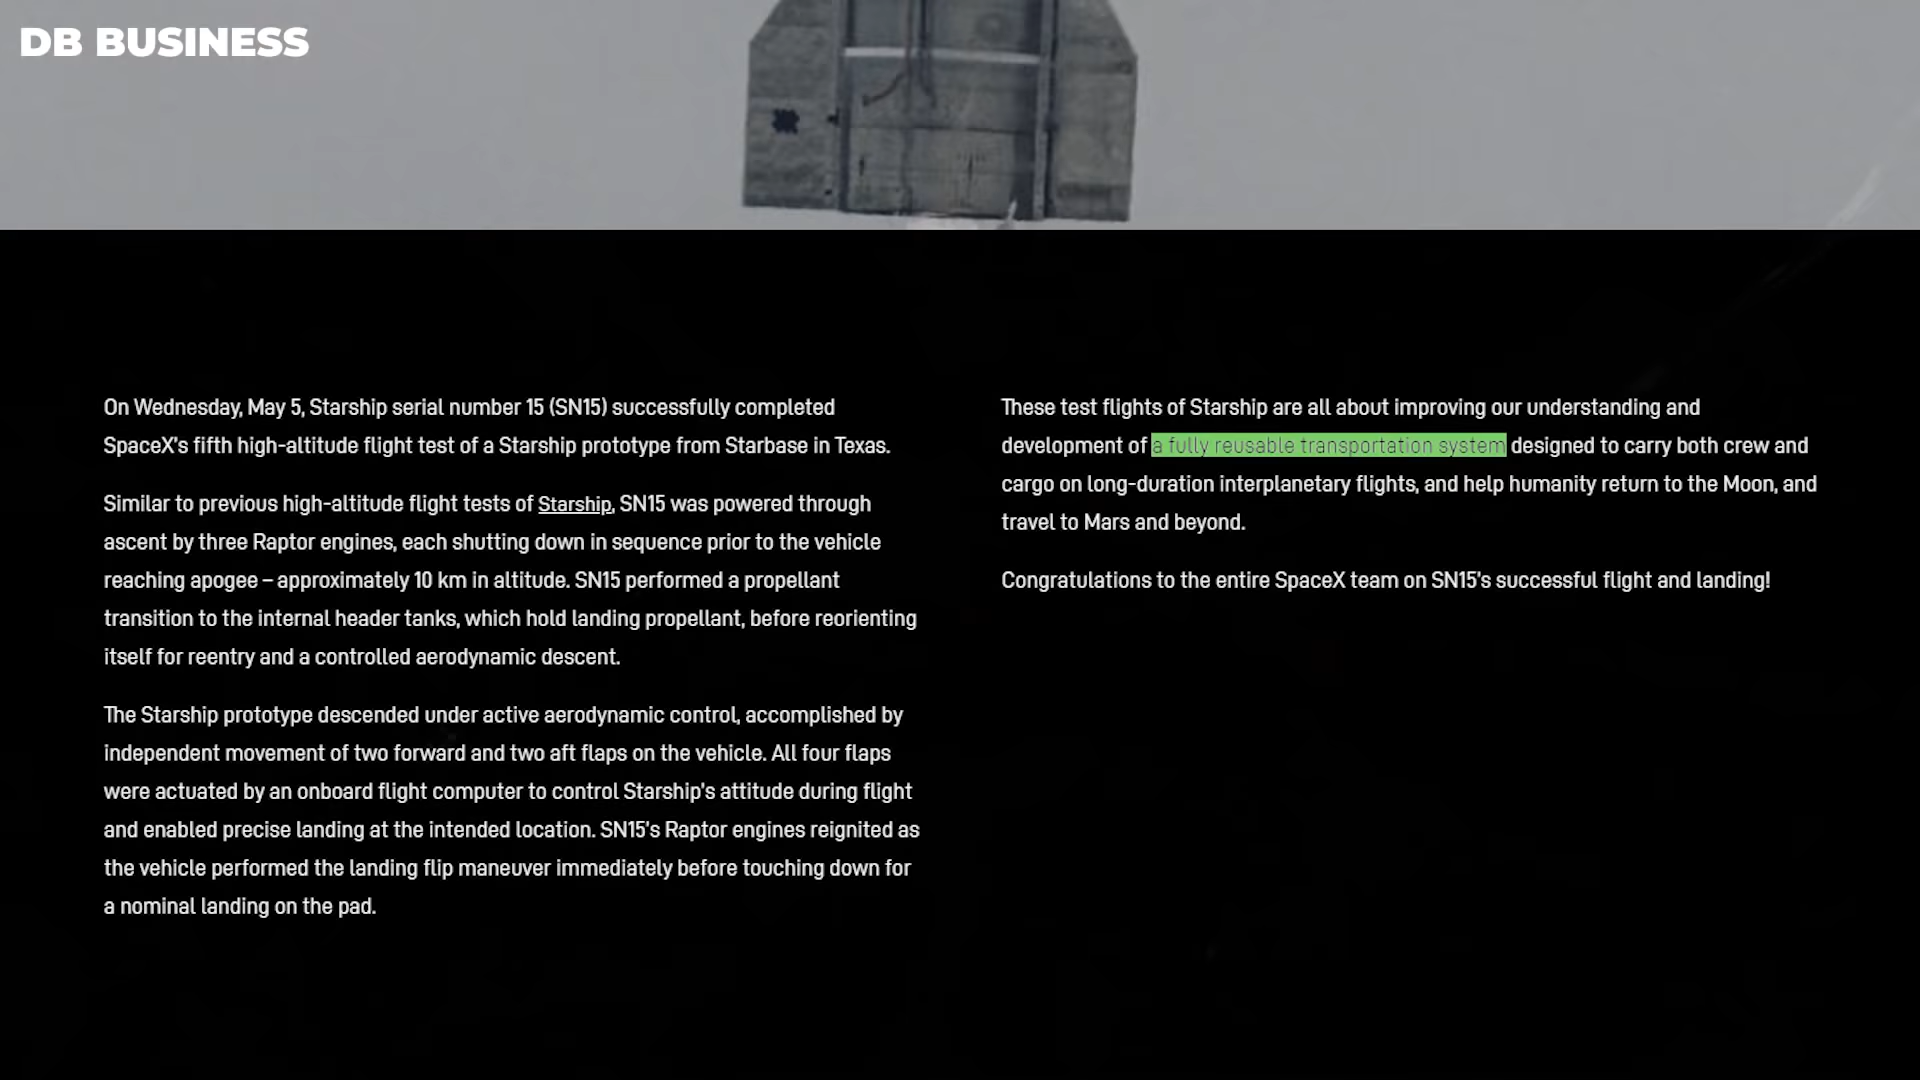 DB BUSINESS
On Wednesday, May 5, Starship serial number 15 (SN15) successfully completed
SpaceX's fifth high-altitude flight test of a Starship prototype from Starbase in Texas.
Similar to previous high-altitude flight tests of Starship, SN15 was powered through
ascent by three Raptor engines, each shutting down in sequence prior to the vehicle
reaching apogee – approximately 10 km in altitude. SN15 performed a propellant
transition to the internal header tanks, which hold landing propellant, before reorienting
itself for reentry and a controlled aerodynamic descent.
The Starship prototype descended under active aerodynamic control, accomplished by
independent movement of two forward and two aft flaps on the vehicle. All four flaps
were actuated by an onboard flight computer to control Starship's attitude during flight
and enabled precise landing at the intended location. SN15's Raptor engines reignited as
the vehicle performed the landing flip maneuver immediately before touching down for
a nominal landing on the pad.
These test flights of Starship are all about improving our understanding and
development of a fully reusable transportation system designed to carry both crew and
cargo on long-duration interplanetary flights, and help humanity return to the Moon, and
travel to Mars and beyond.
Congratulations to the entire SpaceX team on SN15's successful flight and landing!